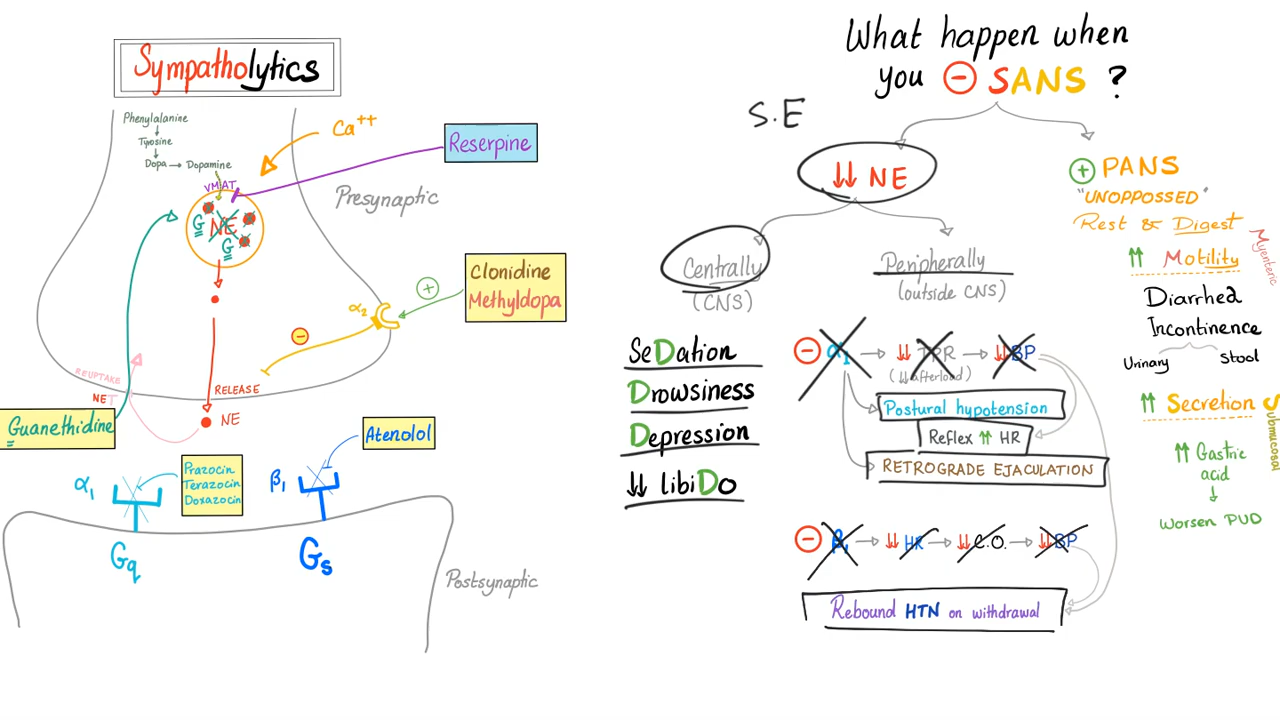 Sympatholytics
Phenylalanine
Tyosine
Dopa → Dopamine
VMAT
NE
G
G
Ca⁺⁺
Reserpine
Presynaptic
Clonidine
Methyldopa
+
α₂
−
REUPTAKE
NET
RELEASE
NE
Guanethidine
Atenolol
α₁
Prazocin
Terazocin
Doxazocin
β₁
Gq
Gs
Postsynaptic
What happen when
you − SANS ?
S.E
↓↓ NE
Centrally
(CNS)
SeDation
Drowsiness
Depression
↓↓ libiDo
Peripherally
(outside CNS)
− α₁ → ↓↓ TPR → ↓↓ BP
(↓↓ afterload)
Postural hypotension
Reflex ↑↑ HR
RETROGRADE EJACULATION
− β₁ → ↓↓ HR → ↓↓ C.O. → ↓↓ BP
Rebound HTN on withdrawal
+ PANS
"UNOPPOSSED"
Rest & Digest
↑↑ Motility
Myenteric
Diarrhea
Incontinence
Urinary Stool
↑↑ Secretion
Submucosal
↑↑ Gastric
acid
↓
Worsen PUD